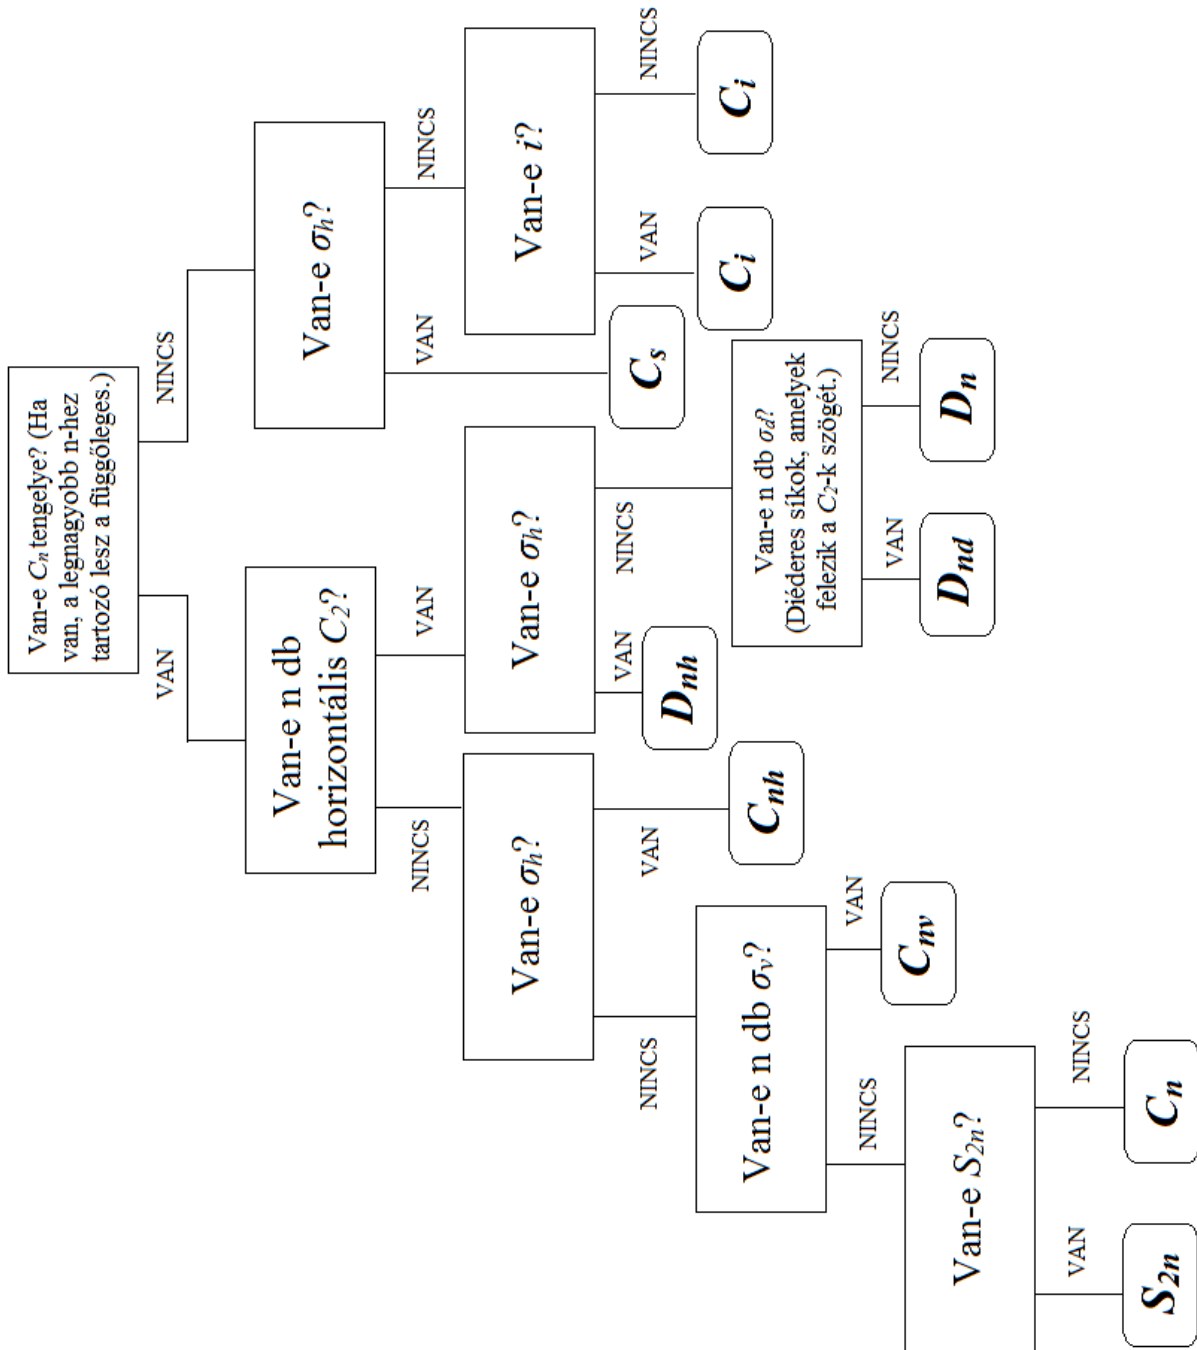 Van-e Cₙ tengelye? (Ha
van, a legnagyobb n-hez
tartozó lesz a függőleges.)
VAN
NINCS
Van-e n db
horizontális C₂?
Van-e σₕ?
NINCS
VAN
VAN
NINCS
Van-e σₕ?
Van-e σₕ?
Cₛ
Van-e i?
NINCS
VAN
VAN
NINCS
VAN
NINCS
Cₙₕ
Dₙₕ
Cᵢ
Cᵢ
Van-e n db σᵥ?
Van-e n db σ_d?
(Diéderes síkok, amelyek
felezik a C₂-k szögét.)
NINCS
VAN
VAN
NINCS
Cₙᵥ
D_nd
Dₙ
Van-e S₂ₙ?
VAN
NINCS
S₂ₙ
Cₙ